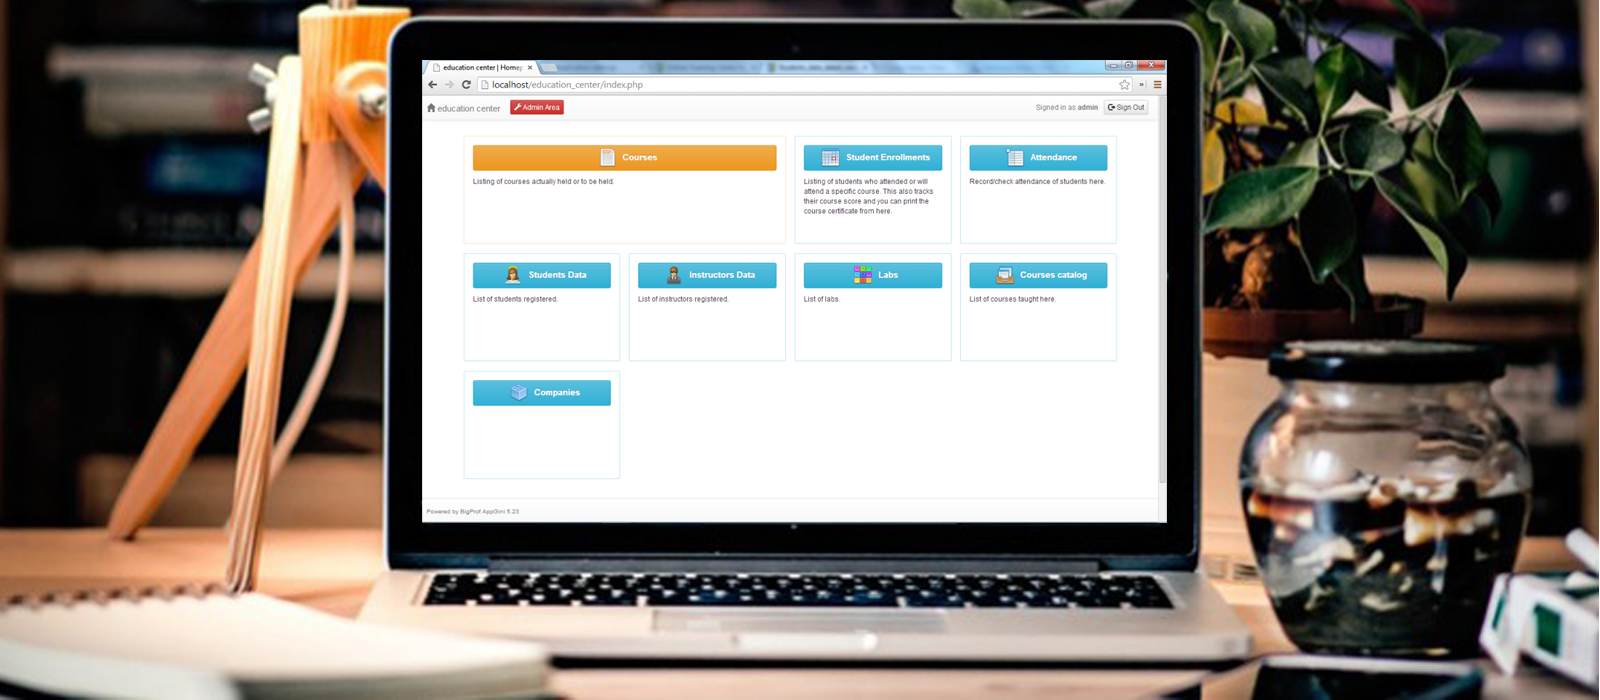 education center | Home
localhost/education_center/index.php
education center
Admin Area
Signed in as admin
Sign Out
Courses
Listing of courses actually held or to be held.
Student Enrollments
Listing of students who attended or will
attend a specific course. This also tracks
their course score and you can print the
course certificate from here.
Attendance
Record/check attendance of students here.
Students Data
List of students registered.
Instructors Data
List of instructors registered.
Labs
List of labs.
Courses catalog
List of courses taught here.
Companies
Powered by BigProf AppGini 5.23